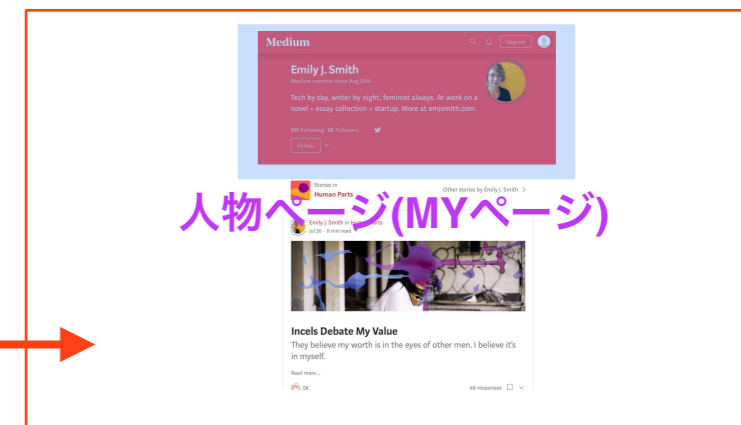 Medium
Upgrade
Emily J. Smith
Medium member since Aug 2018
Tech by day, writer by night, feminist always. At work on a
novel + essay collection + startup. More at emjsmith.com
Following
Followers
Follow
Stories in
Human Parts
Other stories by Emily J. Smith
人物ページ(MYページ)
Emily J. Smith in Human Parts
Jul 26 · 6 min read
Incels Debate My Value
They believe my worth is in the eyes of other men. I believe it's
in myself.
Read more...
5K
48 responses